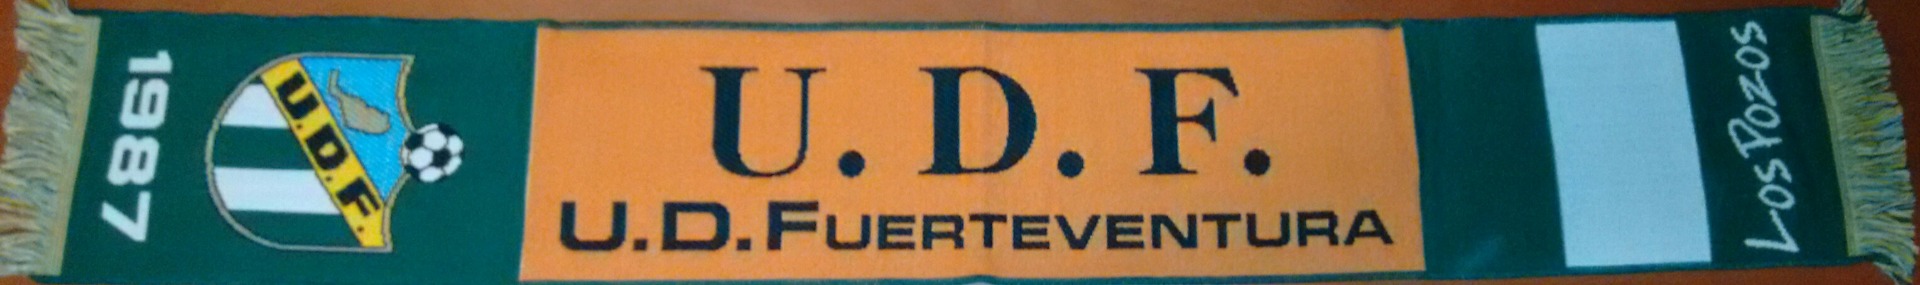 1987
U.D.F.
U. D. F.
U.D.FUERTEVENTURA
LOS POZOS